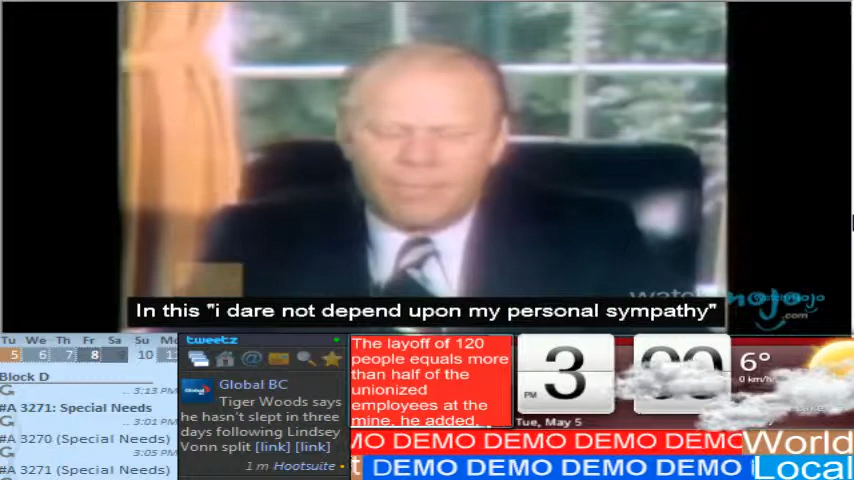 In this "i dare not depend upon my personal sympathy"
watchmojo
.com
Tu We Th Fr Sa Su Mo
5 6 7 8 9 10 11
Block D
.. 3:13 PM
#A 3271: Special Needs
.. 3:01 PM
#A 3270 (Special Needs)
3:05 PM
#A 3271 (Special Needs)
tweetz
Global BC
Tiger Woods says
he hasn't slept in three
days following Lindsey
Vonn split [link] [link]
1 m Hootsuite
The layoff of 120
people equals more
than half of the
unionized
employees at the
mine, he added.
PM 3
Tue, May 5
6°
0 km/h
MO DEMO DEMO DEMO DEMO DEMO World
DEMO DEMO DEMO DEMO DEMO Local